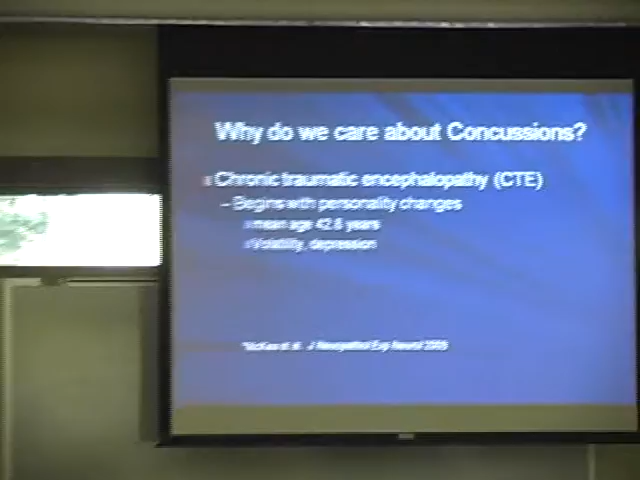 Why do we care about Concussions?
Chronic traumatic encephalopathy (CTE)
– Begins with personality changes
mean age 42.8 years
Volatility, depression
McKee et al. J Neuropathol Exp Neurol 2009